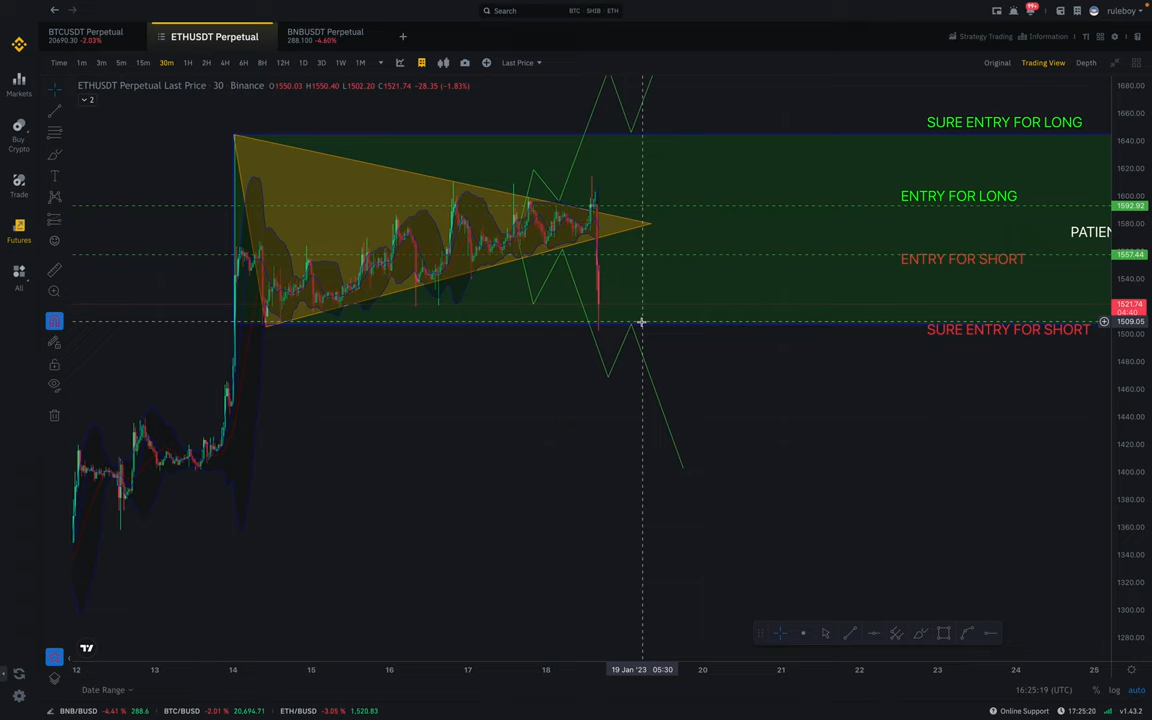 Search BTC SHIB ETH
99+
ruleboy
BTCUSDT Perpetual
20690.30 -2.03%
ETHUSDT Perpetual
BNBUSDT Perpetual
288.100 -4.60%
Strategy Trading Information
Time 1m 3m 5m 15m 30m 1H 2H 4H 6H 8H 12H 1D 3D 1W 1M Last Price Original Trading View Depth
ETHUSDT Perpetual Last Price · 30 · Binance O1550.03 H1550.40 L1502.20 C1521.74 -28.35 (-1.83%)
2
Markets
Buy
Crypto
Trade
Futures
All
SURE ENTRY FOR LONG
ENTRY FOR LONG
PATIEN
ENTRY FOR SHORT
SURE ENTRY FOR SHORT
1680.00
1660.00
1640.00
1620.00
1600.00
1592.92
1580.00
1557.44
1540.00
1521.74
04:40
1509.05
1500.00
1480.00
1460.00
1440.00
1420.00
1400.00
1380.00
1360.00
1340.00
1320.00
1300.00
1280.00
12 13 14 15 16 17 18 19 Jan '23 05:30 20 21 22 23 24 25
Date Range 16:25:19 (UTC) % log auto
BNB/BUSD -4.41 % 288.6 BTC/BUSD -2.01 % 20,694.71 ETH/BUSD -3.05 % 1,520.83 Online Support 17:25:20 v1.43.2